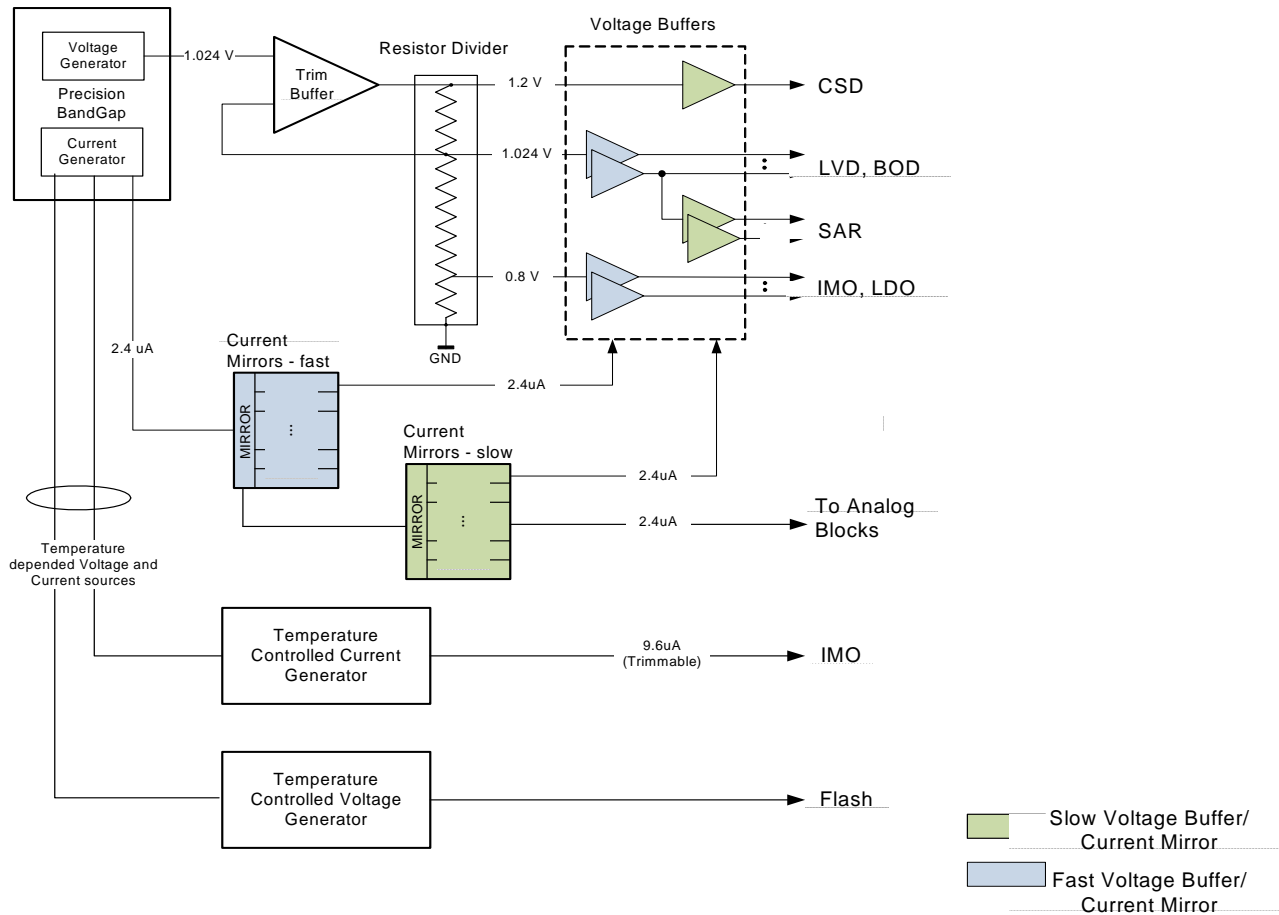 Voltage Buffers
Voltage
Generator
1.024 V
Resistor Divider
Trim
Buffer
1.2 V
CSD
Precision
BandGap
Current
Generator
1.024 V
LVD, BOD
SAR
0.8 V
IMO, LDO
GND
2.4 uA
Current
Mirrors - fast
2.4uA
MIRROR
...
Current
Mirrors - slow
2.4uA
MIRROR
...
2.4uA
To Analog
Blocks
Temperature
depended Voltage and
Current sources
Temperature
Controlled Current
Generator
9.6uA
(Trimmable)
IMO
Temperature
Controlled Voltage
Generator
Flash
Slow Voltage Buffer/
Current Mirror
Fast Voltage Buffer/
Current Mirror